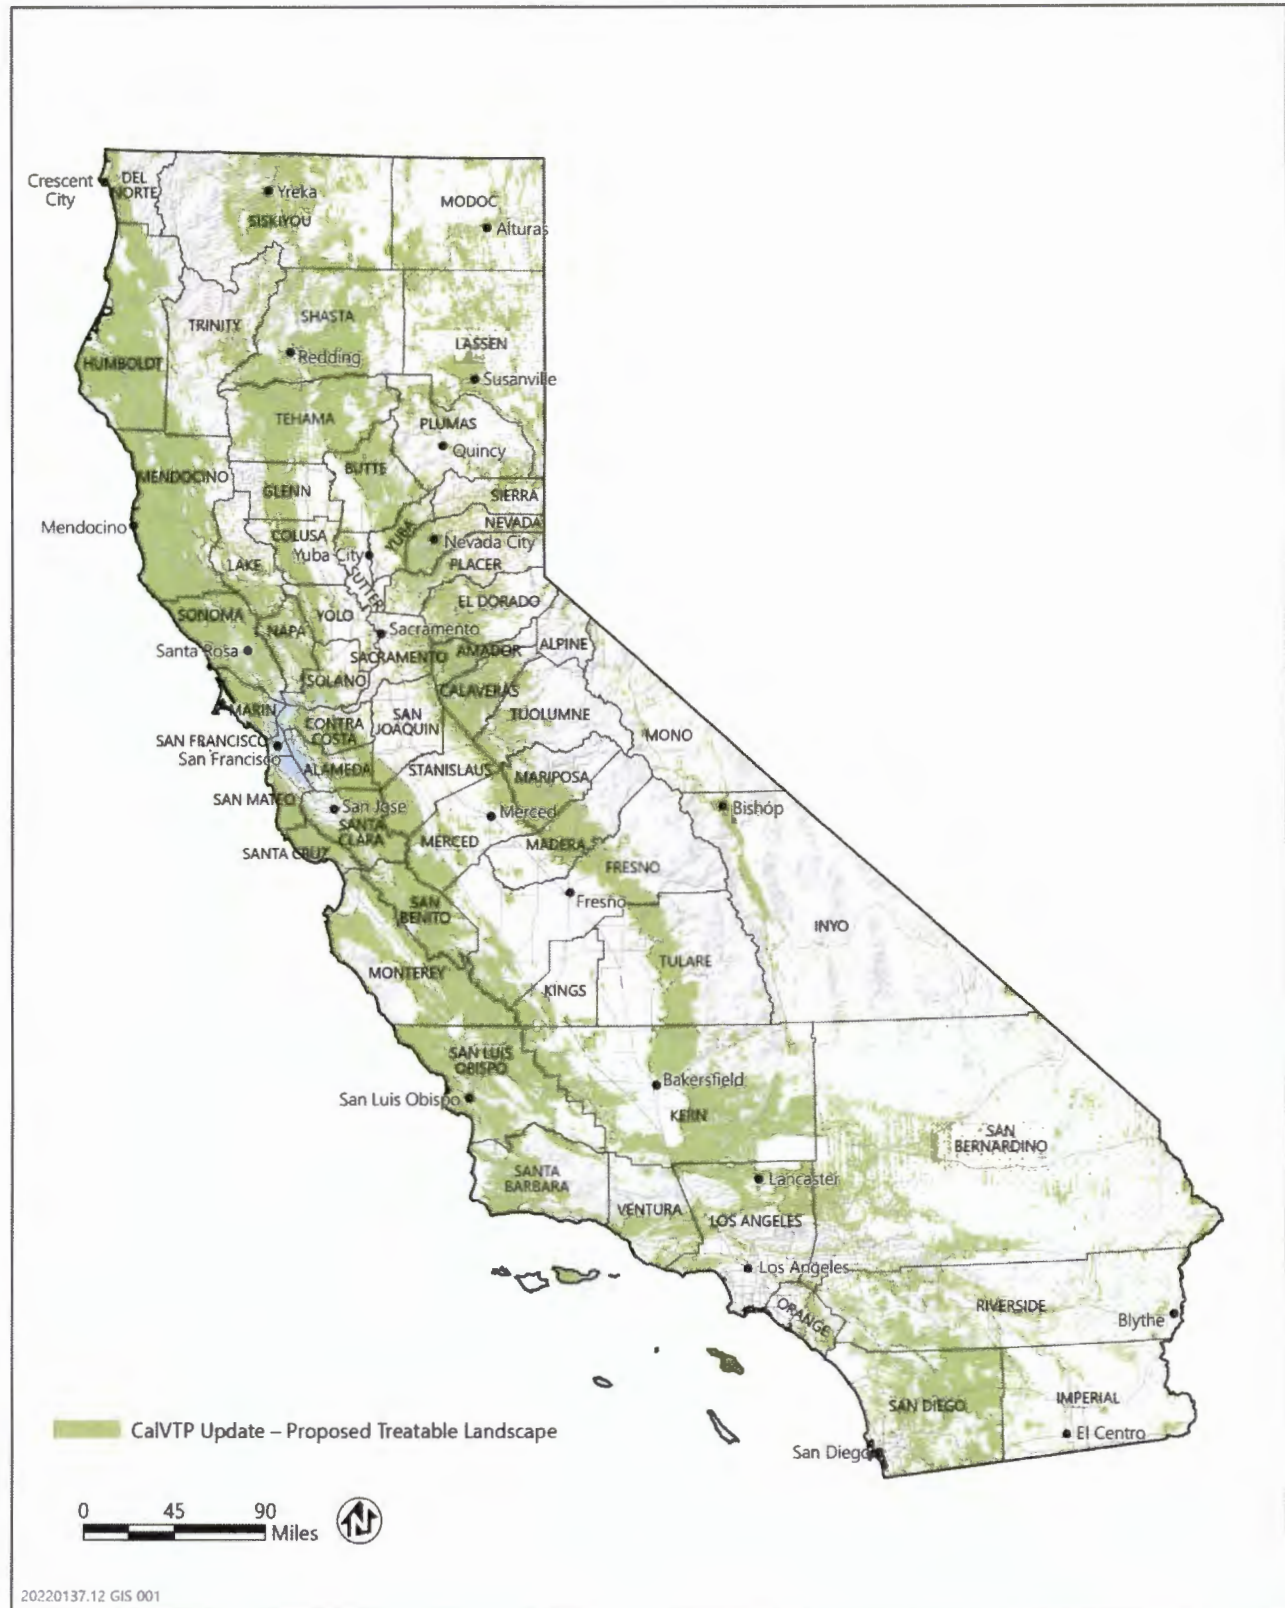 Crescent
City
DEL
NORTE
Yreka
SISKIYOU
MODOC
Alturas
TRINITY
SHASTA
Redding
LASSEN
Susanville
HUMBOLDT
TEHAMA
PLUMAS
Quincy
MENDOCINO
GLENN
BUTTE
SIERRA
Mendocino
COLUSA
YUBA
NEVADA
Nevada City
Yuba City
LAKE
SUTTER
PLACER
EL DORADO
SONOMA
NAPA
YOLO
Sacramento
ALPINE
Santa Rosa
SACRAMENTO
AMADOR
SOLANO
CALAVERAS
MARIN
CONTRA
COSTA
SAN
JOAQUIN
TUOLUMNE
MONO
SAN FRANCISCO
San Francisco
ALAMEDA
STANISLAUS
MARIPOSA
SAN MATEO
San Jose
Merced
Bishop
SANTA
CLARA
SANTA CRUZ
MERCED
MADERA
FRESNO
SAN
BENITO
Fresno
INYO
MONTEREY
KINGS
TULARE
SAN LUIS
OBISPO
San Luis Obispo
Bakersfield
KERN
SAN
BERNARDINO
SANTA
BARBARA
VENTURA
Lancaster
LOS ANGELES
Los Angeles
ORANGE
RIVERSIDE
Blythe
SAN DIEGO
IMPERIAL
El Centro
San Diego
CalVTP Update – Proposed Treatable Landscape
0 45 90
Miles
N
20220137.12 GIS 001